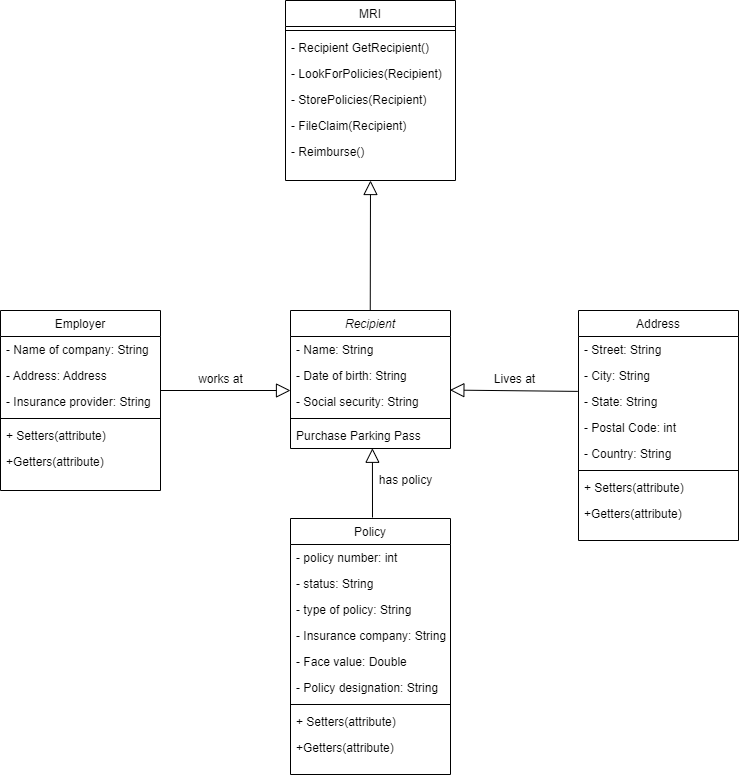 MRI
- Recipient GetRecipient()
- LookForPolicies(Recipient)
- StorePolicies(Recipient)
- FileClaim(Recipient)
- Reimburse()
Employer
- Name of company: String
- Address: Address
- Insurance provider: String
+ Setters(attribute)
+Getters(attribute)
works at
Recipient
- Name: String
- Date of birth: String
- Social security: String
Purchase Parking Pass
Lives at
Address
- Street: String
- City: String
- State: String
- Postal Code: int
- Country: String
+ Setters(attribute)
+Getters(attribute)
has policy
Policy
- policy number: int
- status: String
- type of policy: String
- Insurance company: String
- Face value: Double
- Policy designation: String
+ Setters(attribute)
+Getters(attribute)